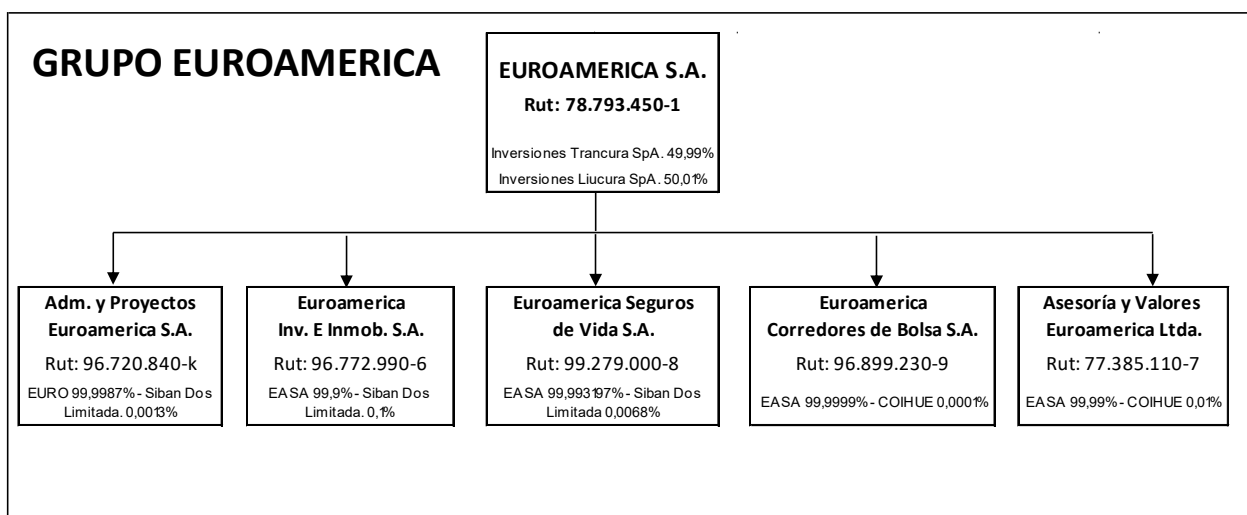 GRUPO EUROAMERICA
EUROAMERICA S.A.
Rut: 78.793.450-1
Inversiones Trancura SpA. 49,99%
Inversiones Liucura SpA. 50,01%
Adm. y Proyectos
Euroamerica S.A.
Rut: 96.720.840-k
EURO 99,9987% - Siban Dos
Limitada. 0,0013%
Euroamerica
Inv. E Inmob. S.A.
Rut: 96.772.990-6
EASA 99,9% - Siban Dos
Limitada. 0,1%
Euroamerica Seguros
de Vida S.A.
Rut: 99.279.000-8
EASA 99,993197% - Siban Dos
Limitada 0,0068%
Euroamerica
Corredores de Bolsa S.A.
Rut: 96.899.230-9
EASA 99,9999% - COIHUE 0,0001%
Asesoría y Valores
Euroamerica Ltda.
Rut: 77.385.110-7
EASA 99,99% - COIHUE 0,01%